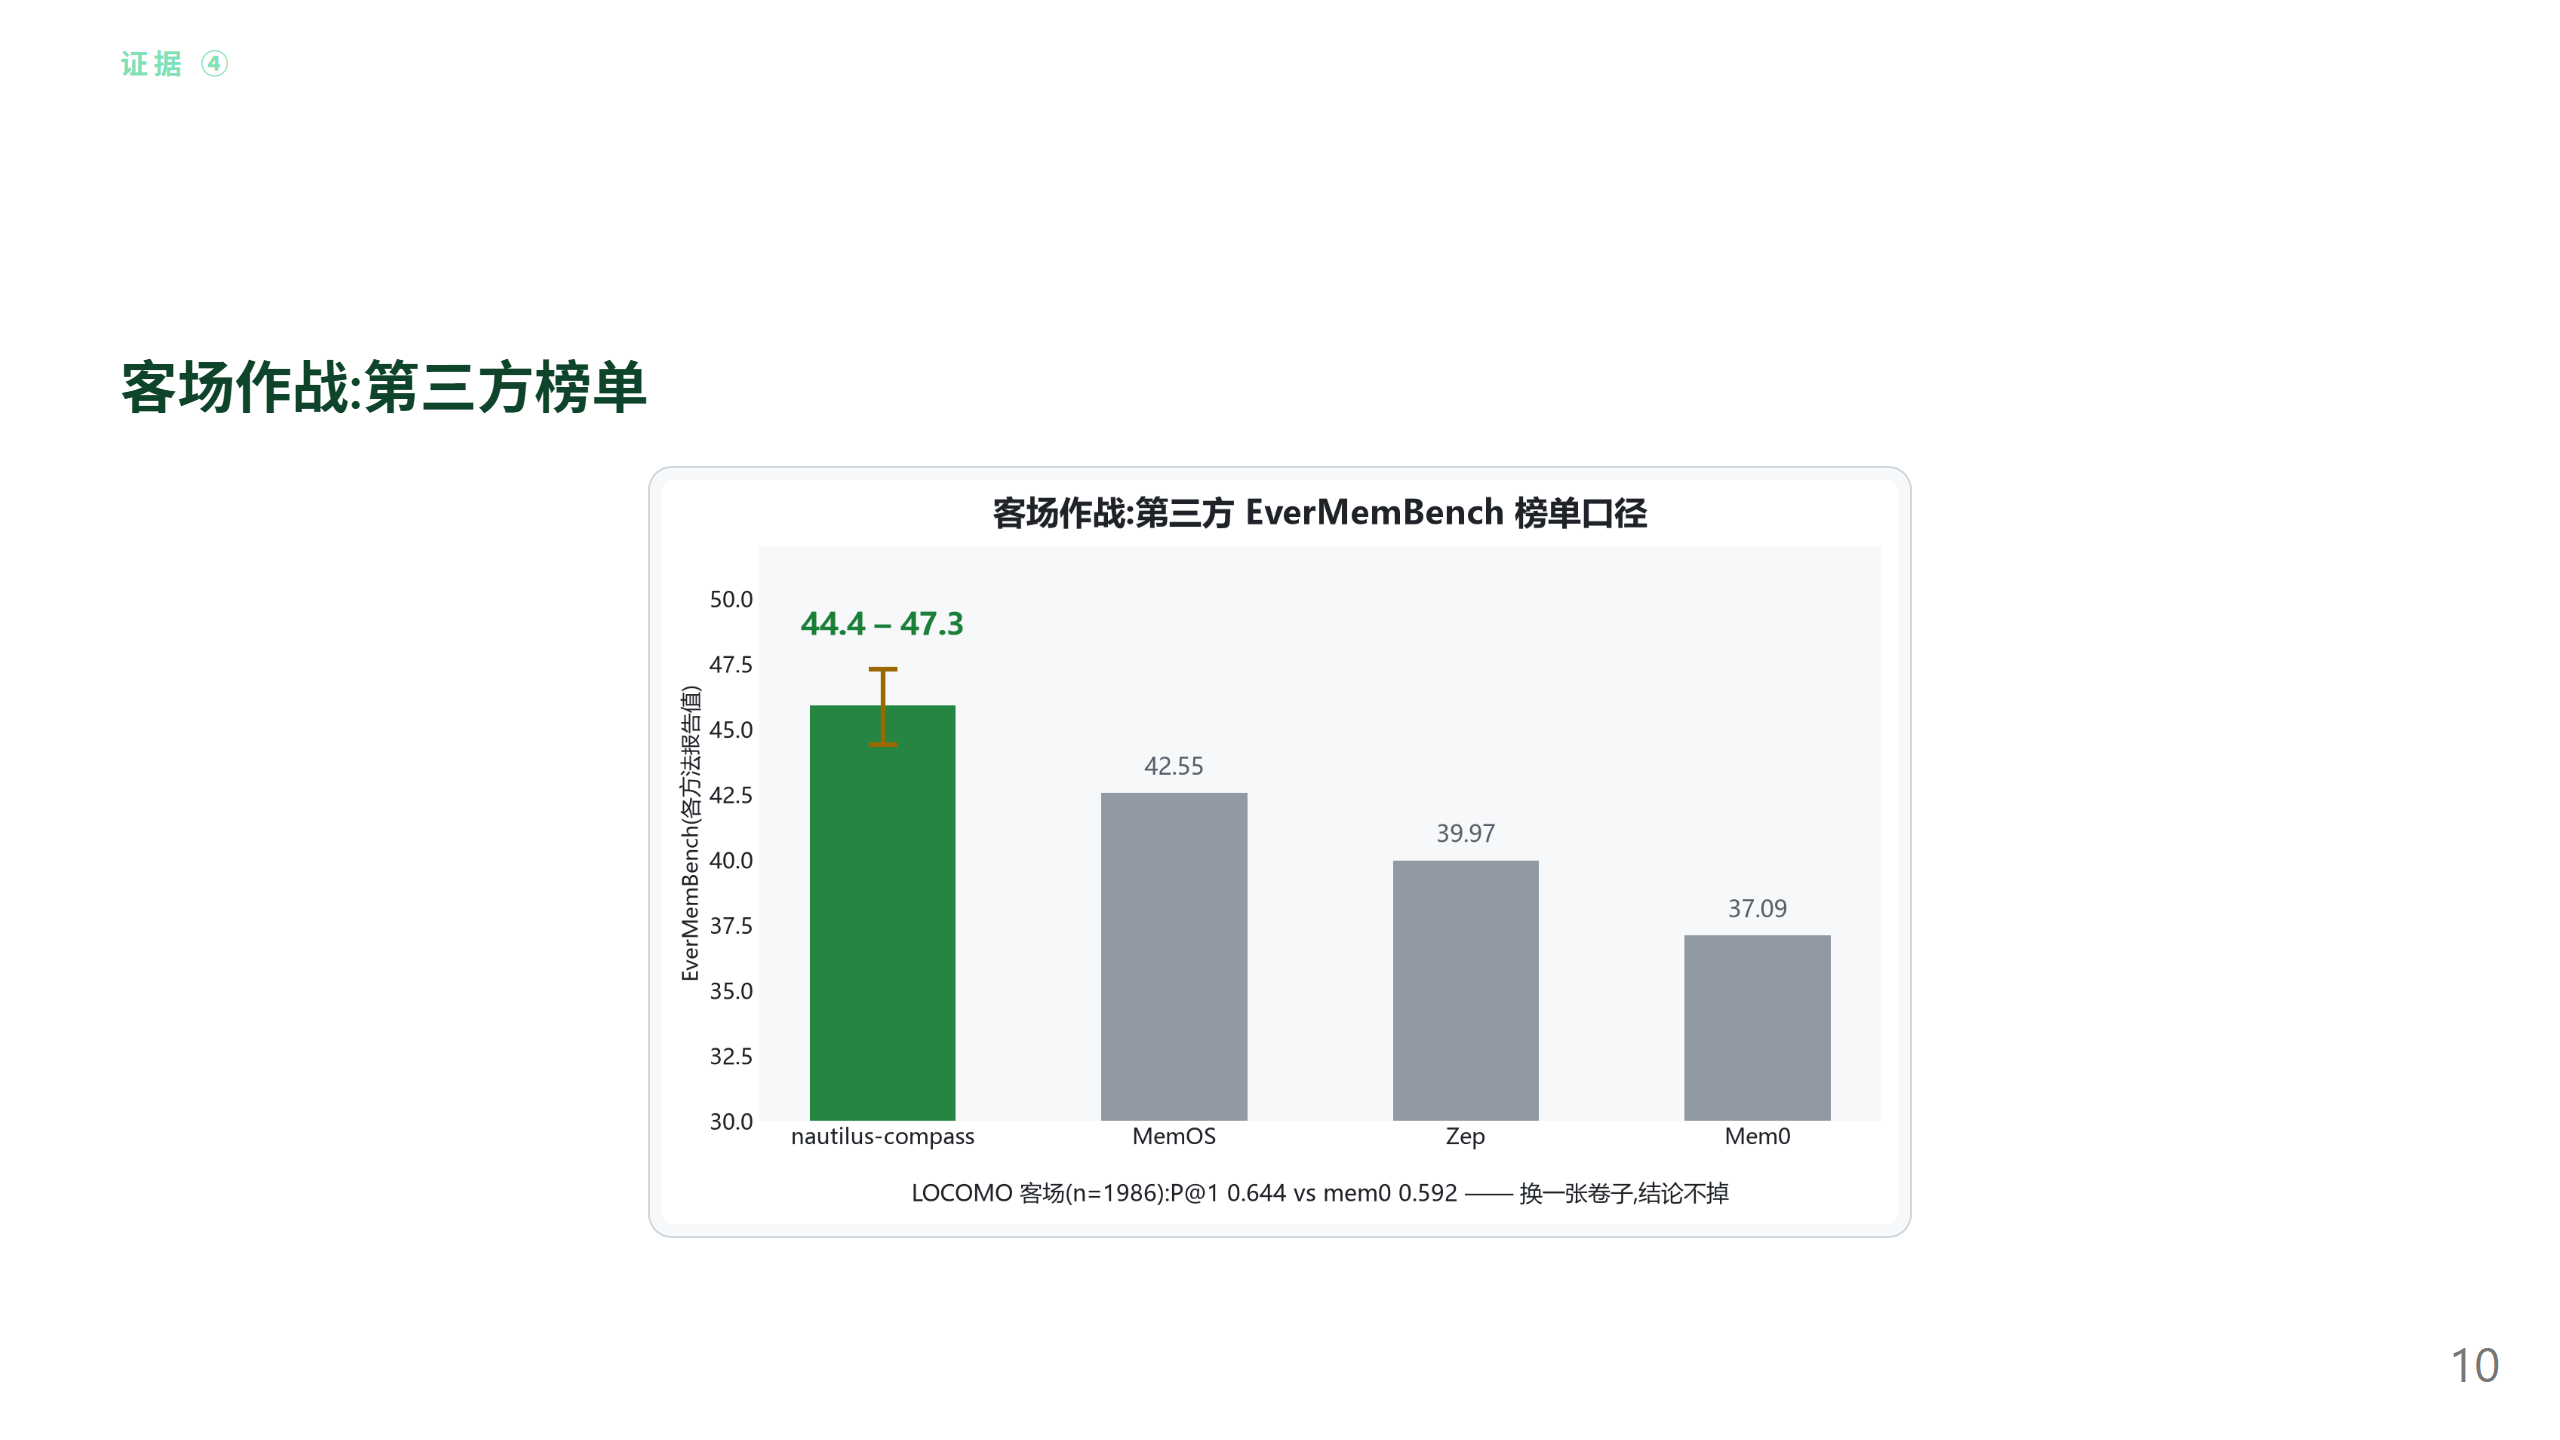 证据 ④
客场作战:第三方榜单
客场作战:第三方 EverMemBench 榜单口径
EverMemBench(各方法报告值)
50.0
47.5
45.0
42.5
40.0
37.5
35.0
32.5
30.0
44.4 – 47.3
42.55
39.97
37.09
nautilus-compass
MemOS
Zep
Mem0
LOCOMO 客场(n=1986):P@1 0.644 vs mem0 0.592 —— 换一张卷子,结论不掉
10